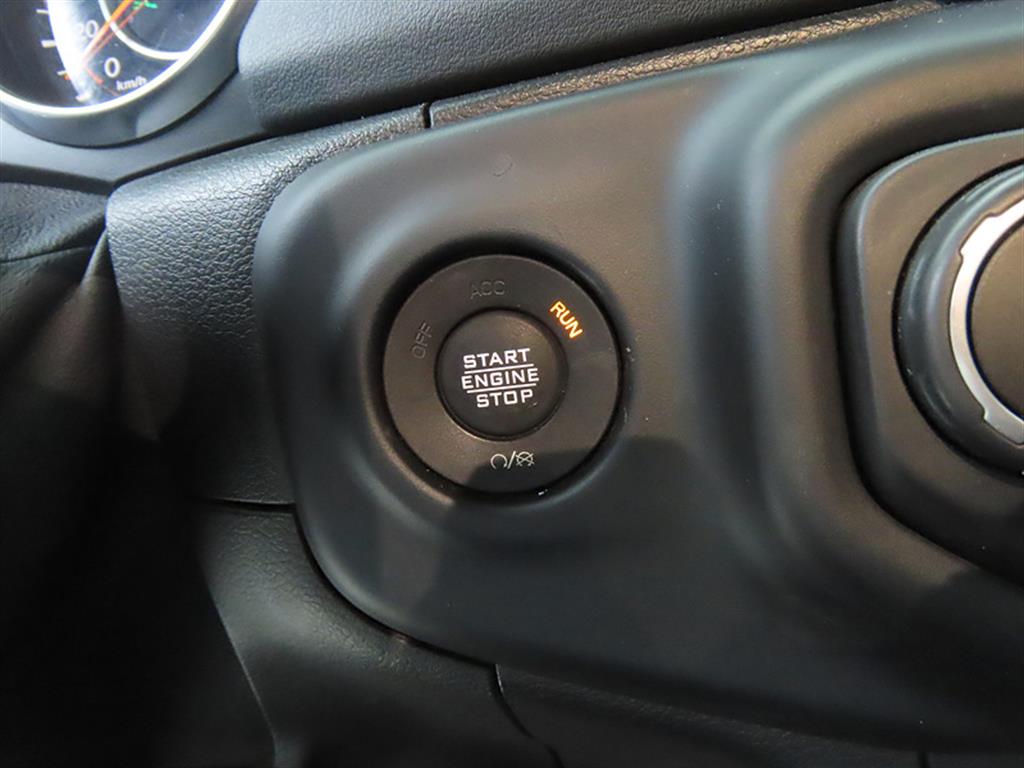 20
0
km/h
ACC
RUN
OFF
START
ENGINE
STOP